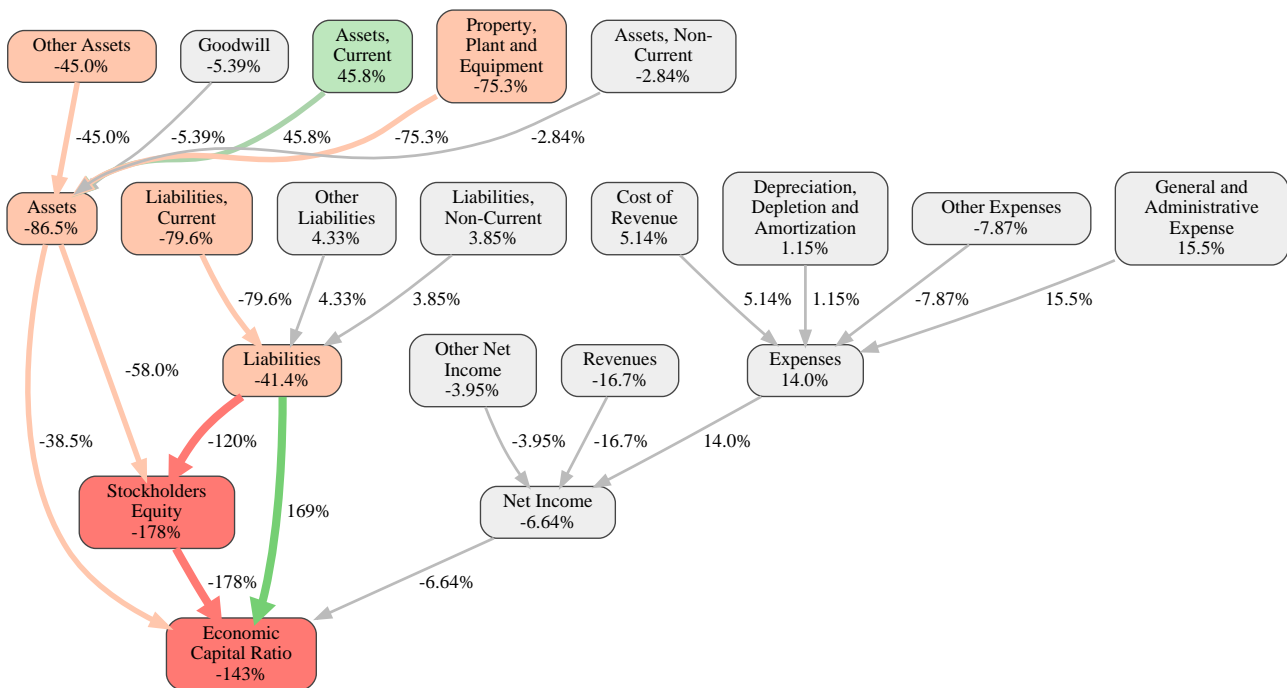 Other Assets
-45.0%
Goodwill
-5.39%
Assets,
Current
45.8%
Property,
Plant and
Equipment
-75.3%
Assets, Non-
Current
-2.84%
-45.0%
-5.39%
45.8%
-75.3%
-2.84%
Assets
-86.5%
Liabilities,
Current
-79.6%
Other
Liabilities
4.33%
Liabilities,
Non-Current
3.85%
Cost of
Revenue
5.14%
Depreciation,
Depletion and
Amortization
1.15%
Other Expenses
-7.87%
General and
Administrative
Expense
15.5%
-79.6%
4.33%
3.85%
5.14%
1.15%
-7.87%
15.5%
-58.0%
Liabilities
-41.4%
Other Net
Income
-3.95%
Revenues
-16.7%
Expenses
14.0%
-38.5%
-120%
-3.95%
-16.7%
14.0%
Stockholders
Equity
-178%
169%
Net Income
-6.64%
-178%
-6.64%
Economic
Capital Ratio
-143%